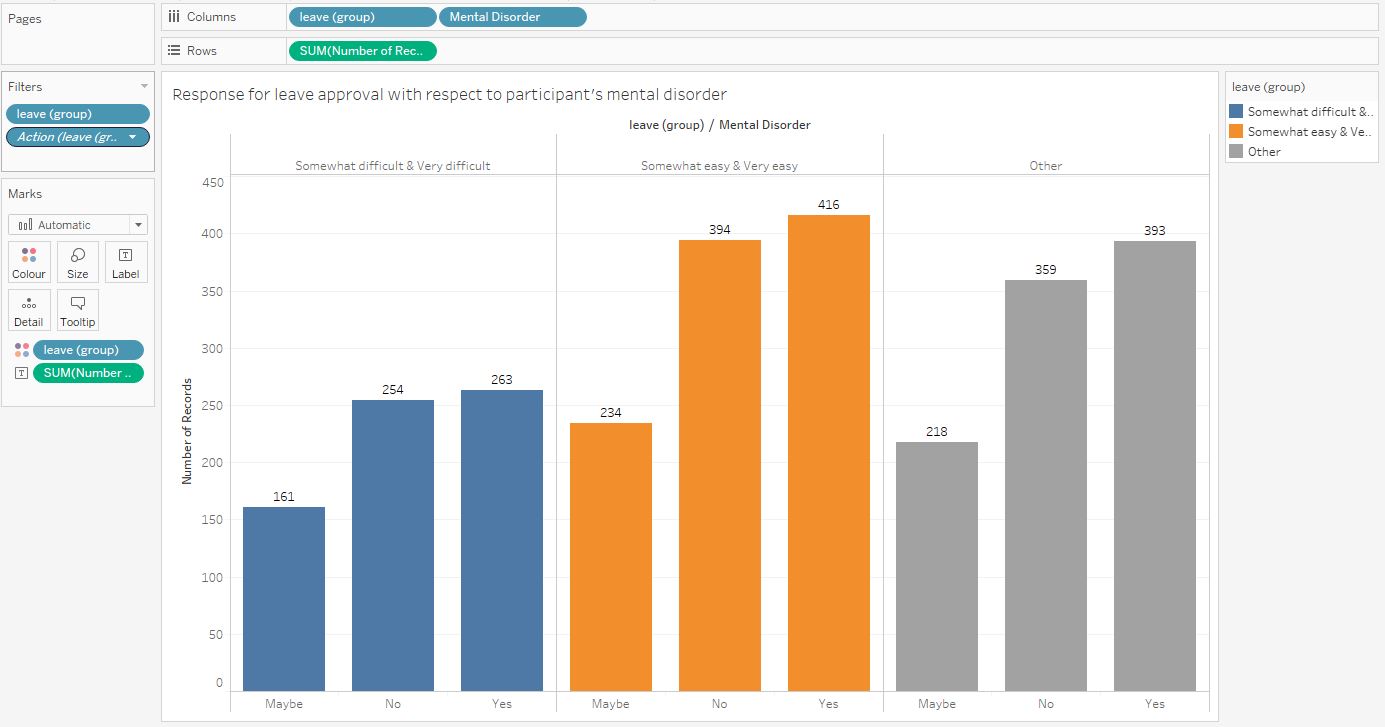 Pages
Columns
leave (group)
Mental Disorder
Rows
SUM(Number of Rec..
Filters
leave (group)
Action (leave (gr..
Marks
Automatic
Colour
Size
Label
Detail
Tooltip
leave (group)
SUM(Number ..
Response for leave approval with respect to participant's mental disorder
leave (group) / Mental Disorder
Somewhat difficult & Very difficult
Somewhat easy & Very easy
Other
Number of Records
450
400
350
300
250
200
150
100
50
0
161
254
263
234
394
416
218
359
393
Maybe
No
Yes
Maybe
No
Yes
Maybe
No
Yes
leave (group)
Somewhat difficult &..
Somewhat easy & Ve..
Other